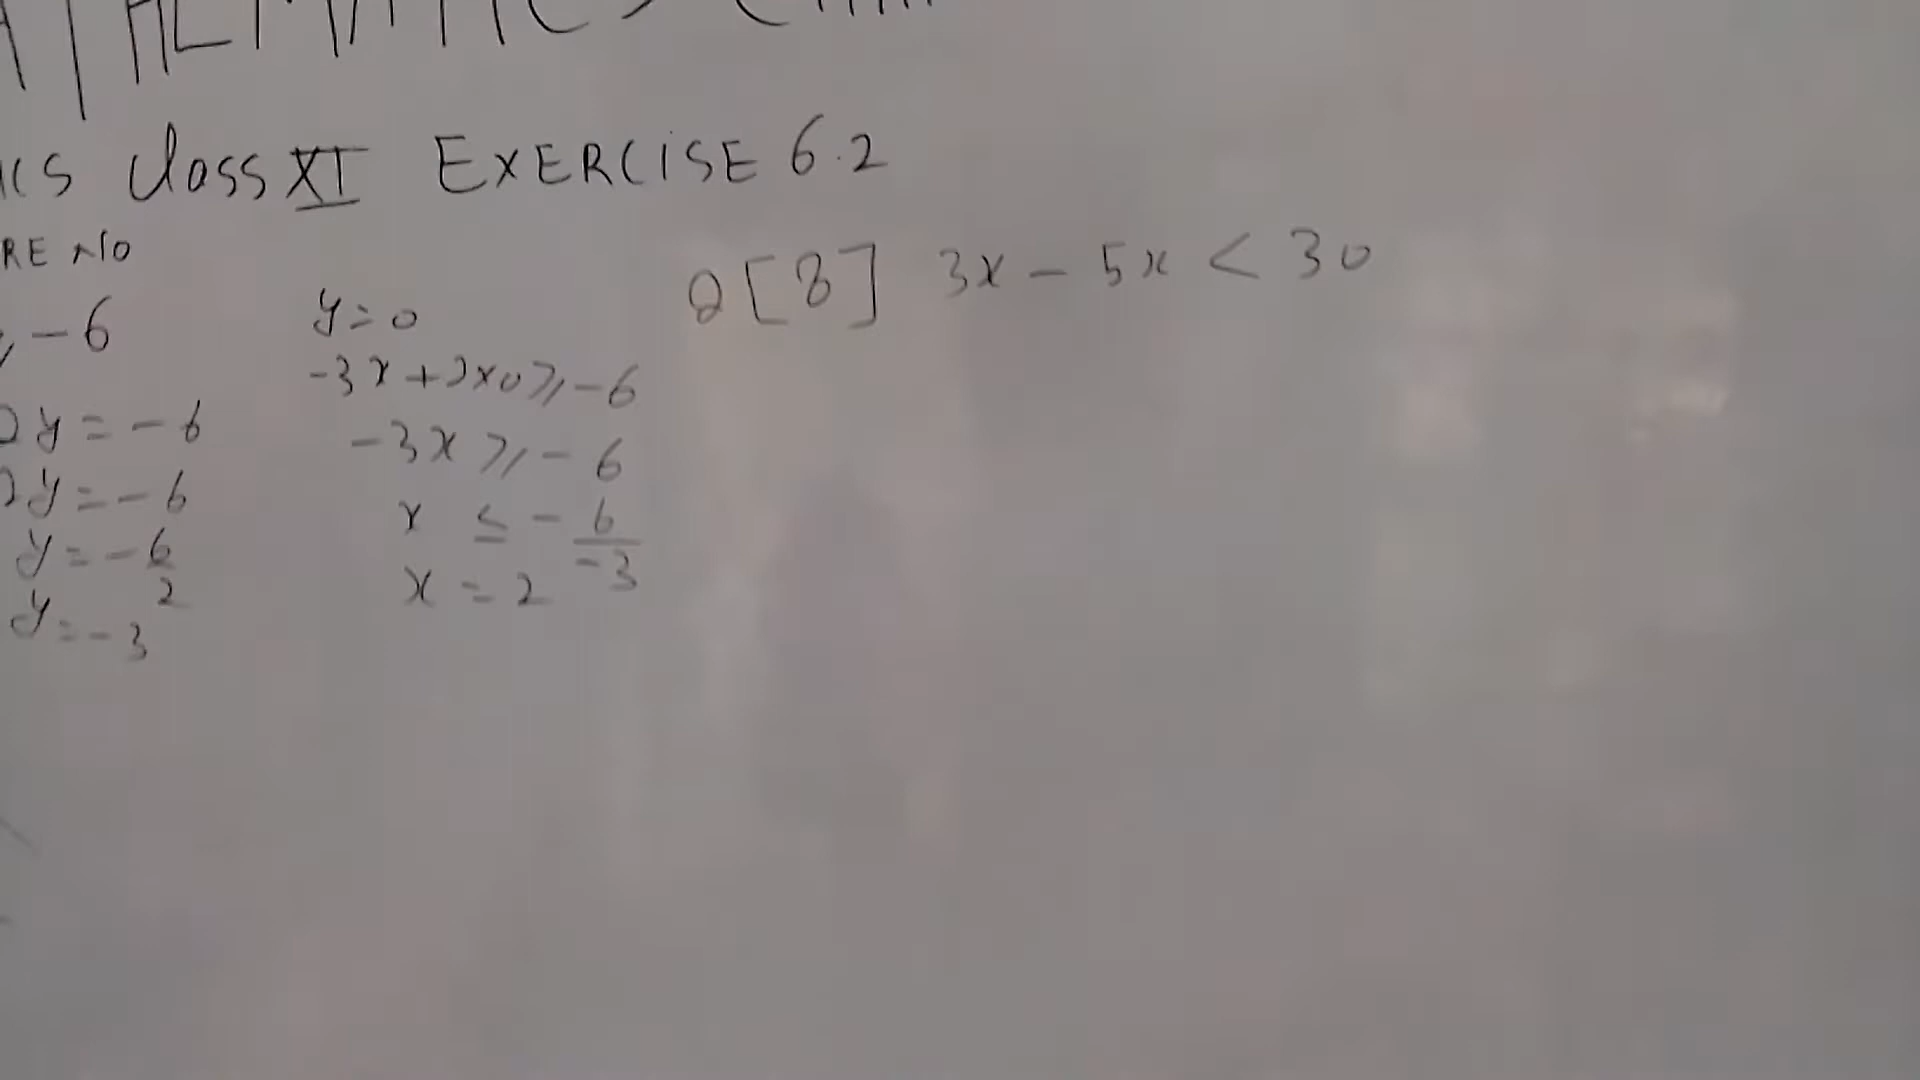 Class XI EXERCISE 6.2
RE NO
-6
2y = -6
2y = -6
y = -6
2
y = -3
y = 0
-3x + 2x0 ⩾ -6
-3x ⩾ -6
x ≤ -6
-3
x = 2
Q[8] 3x - 5x < 30